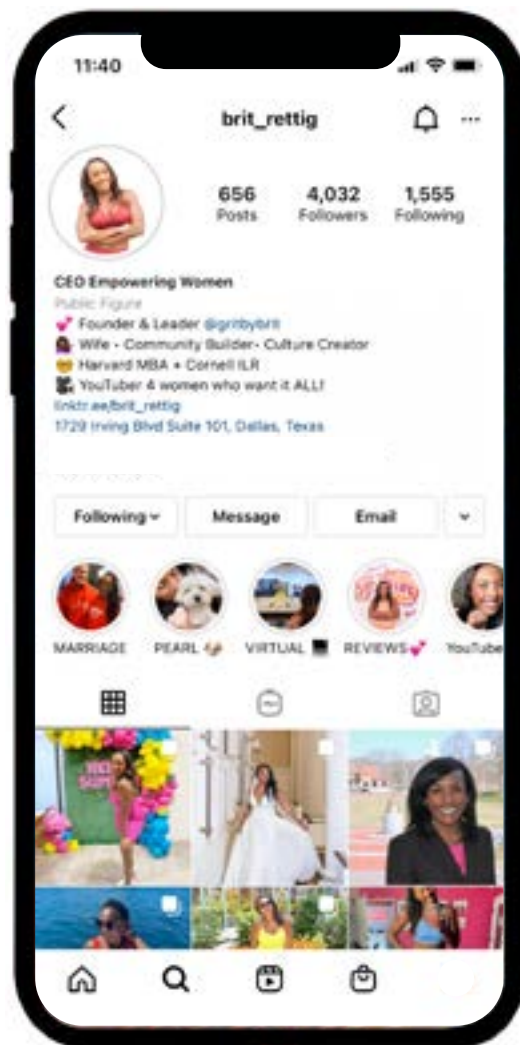 11:40
brit_rettig
656 4,032 1,555
Posts Followers Following
CEO Empowering Women
Public Figure
Founder & Leader @gritbybrit
Wife - Community Builder- Culture Creator
Harvard MBA + Cornell ILR
YouTuber 4 women who want it ALL!
linktr.ee/brit_rettig
1729 Irving Blvd Suite 101, Dallas, Texas
Following Message Email
MARRIAGE PEARL VIRTUAL REVIEWS YouTube